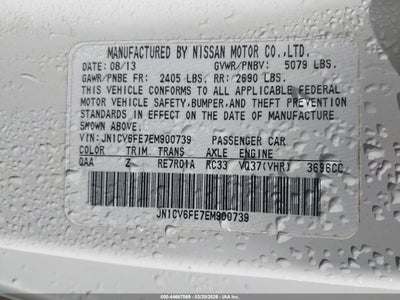 MANUFACTURED BY NISSAN MOTOR CO.,LTD.
DATE: 08/13 GVWR/PNBV: 5079 LBS.
GAWR/PNBE FR: 2405 LBS. RR: 2690 LBS.
THIS VEHICLE CONFORMS TO ALL APPLICABLE FEDERAL
MOTOR VEHICLE SAFETY, BUMPER, AND THEFT PREVENTION
STANDARDS IN EFFECT ON THE DATE OF MANUFACTURE
SHOWN ABOVE.
VIN: JN1CV6FE7EM900739 PASSENGER CAR
COLOR TRIM TRANS AXLE ENGINE
QAA Z RE7R01A RC33 VQ37(VHR) 3696CC
JN1CV6FE7EM900739